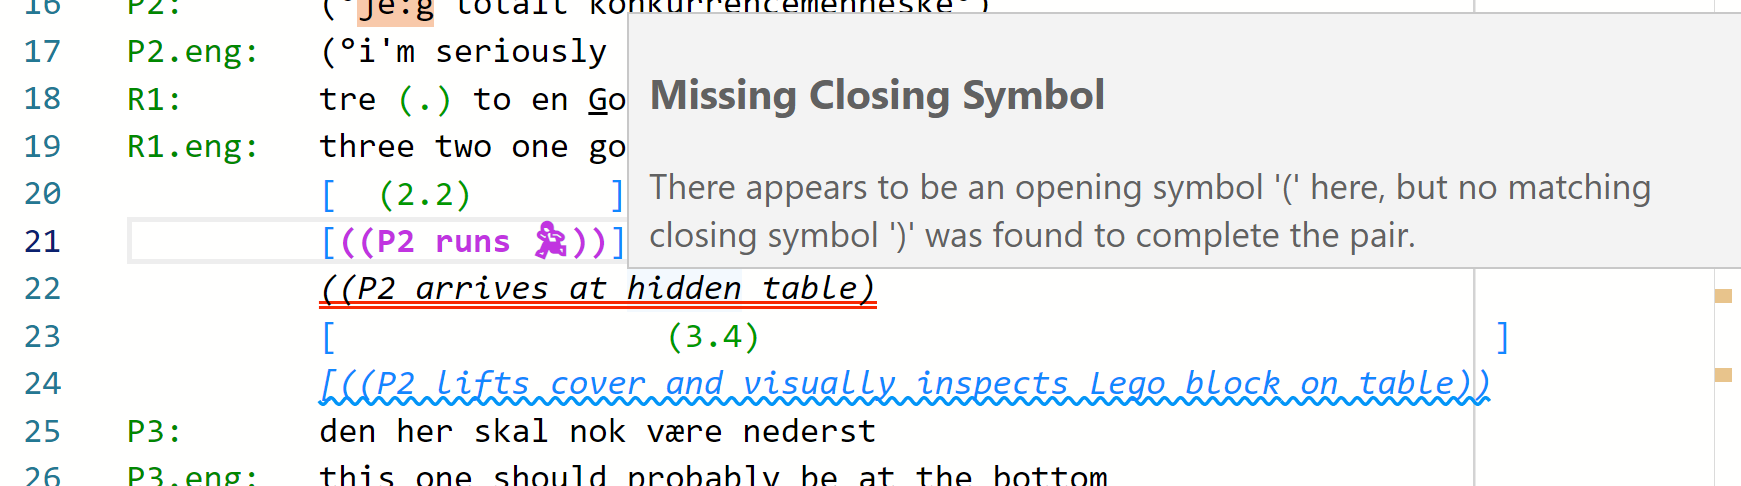 16 P2: (°je:g totalt konkurrencemenneske°)
17 P2.eng: (°i'm seriously
18 R1: tre (.) to en Go
19 R1.eng: three two one go
20 [ (2.2) ]
21 [((P2 runs 🏃))]
22 ((P2 arrives at hidden table)
23 [ (3.4) ]
24 [((P2 lifts cover and visually inspects Lego block on table))
25 P3: den her skal nok være nederst
26 P3.eng: this one should probably be at the bottom
Missing Closing Symbol
There appears to be an opening symbol '(' here, but no matching
closing symbol ')' was found to complete the pair.